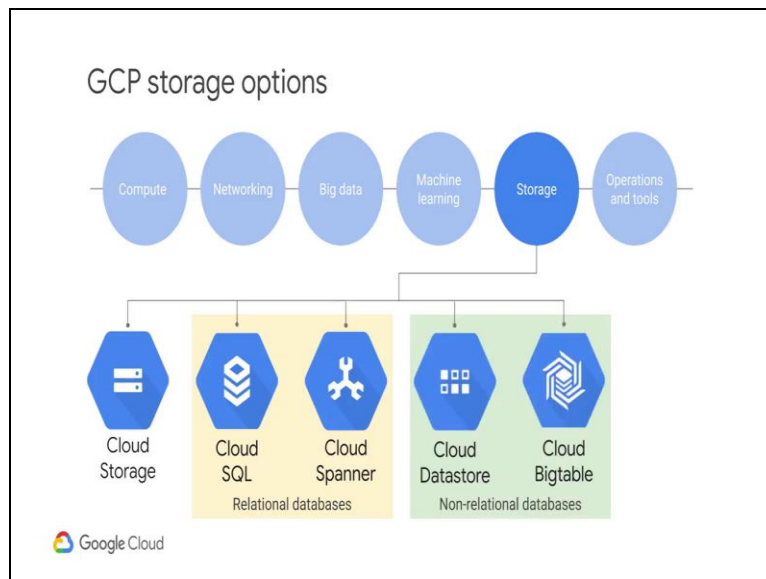 GCP storage options
Compute
Networking
Big data
Machine
learning
Storage
Operations
and tools
Cloud
Storage
Cloud
SQL
Cloud
Spanner
Relational databases
Cloud
Datastore
Cloud
Bigtable
Non-relational databases
Google Cloud